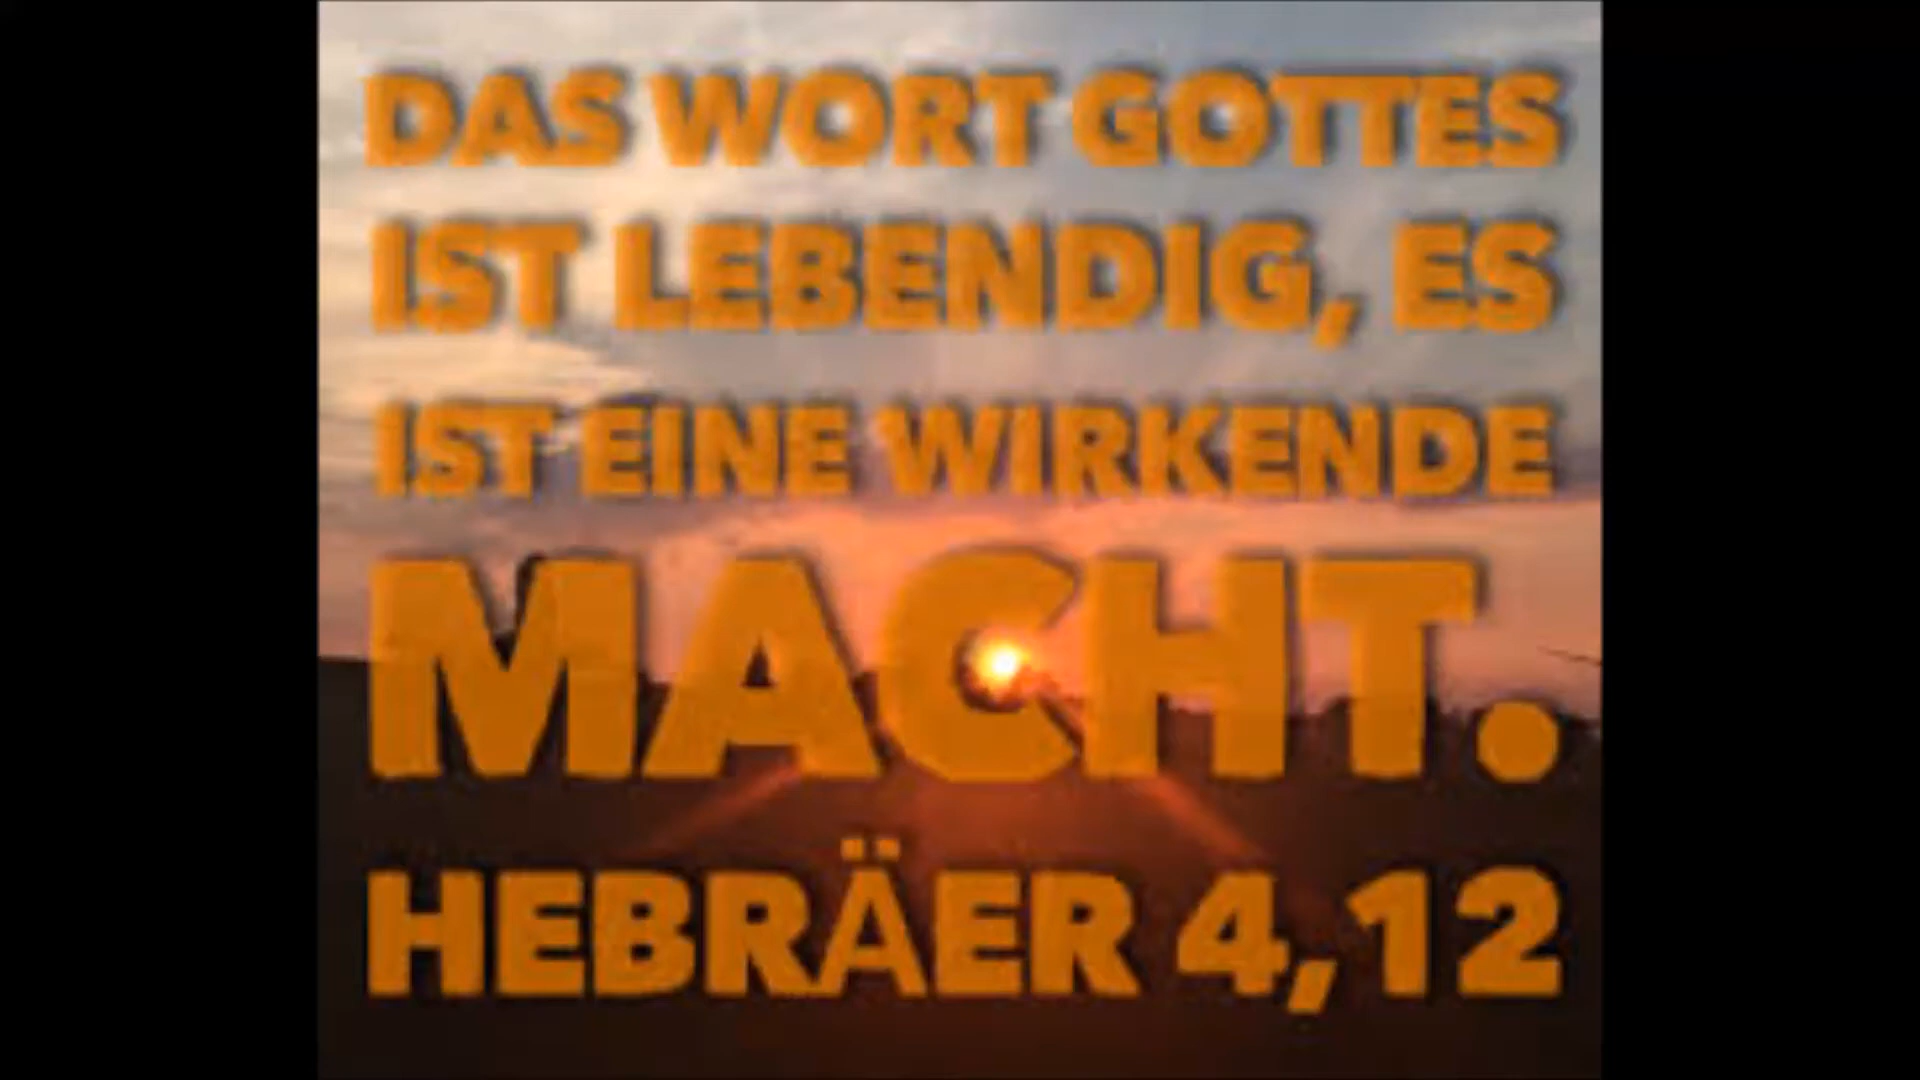 DAS WORT GOTTES
IST LEBENDIG, ES
IST EINE WIRKENDE
MACHT.
HEBRÄER 4,12